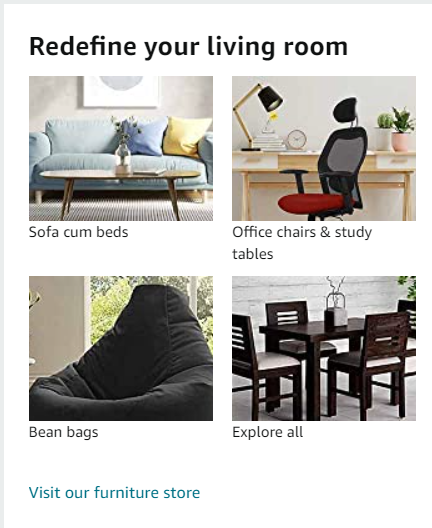 Redefine your living room
Sofa cum beds
Office chairs & study
tables
Bean bags
Explore all
Visit our furniture store